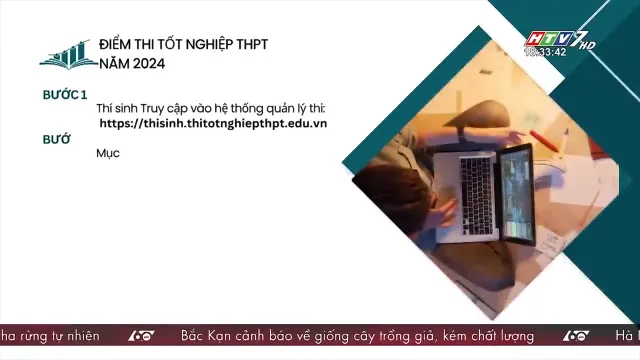 ĐIỂM THI TỐT NGHIỆP THPT
NĂM 2024
HTV7 HD
18:33:42
BƯỚC 1
Thí sinh Truy cập vào hệ thống quản lý thi:
https://thisinh.thitotnghiepthpt.edu.vn
BƯỚ
Mục
ha rừng tự nhiên
60
Bắc Kạn cảnh báo về giống cây trồng giả, kém chất lượng
60
Hà